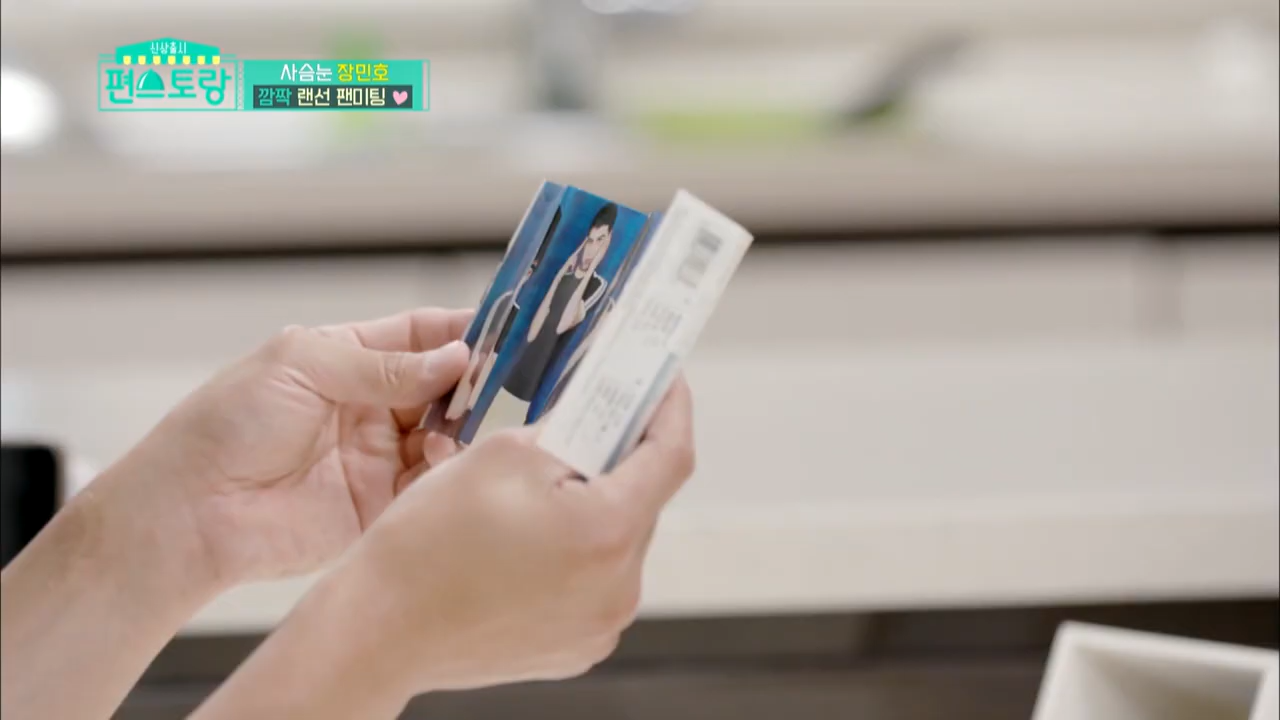 신상출시
편스토랑
사슴눈 장민호
깜짝 랜선 팬미팅